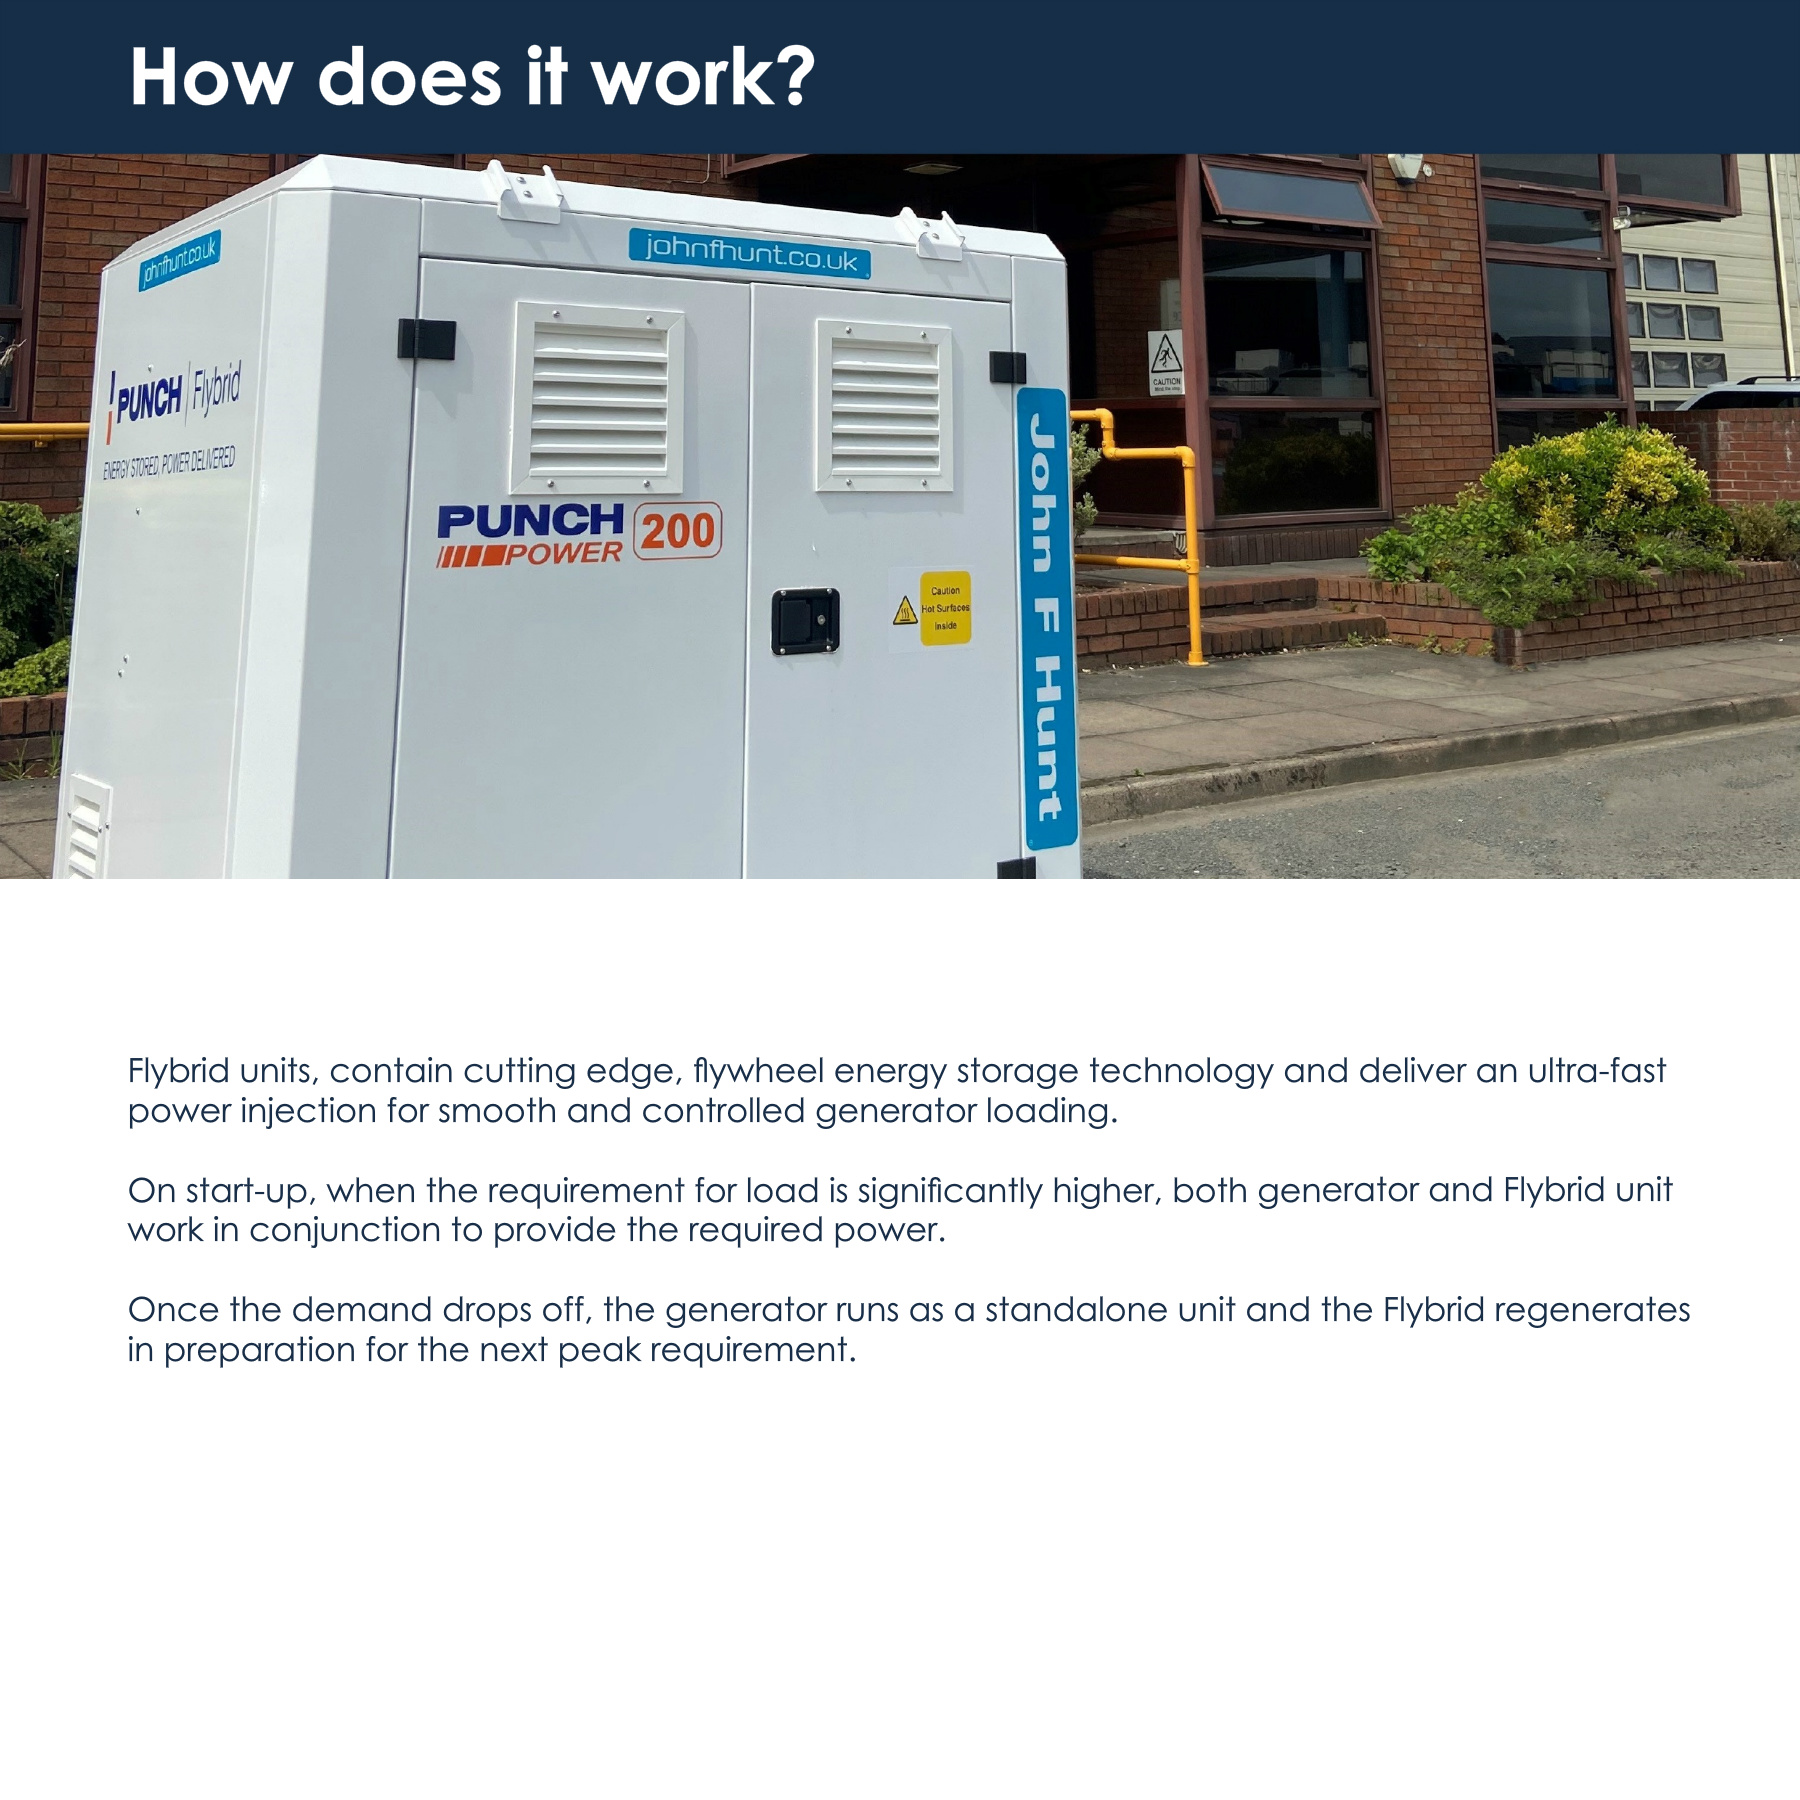 How does it work?
johnfhunt.co.uk
johnfhunt.co.uk
PUNCH Flybrid
ENERGY STORED, POWER DELIVERED
PUNCH
POWER 200
Caution
Hot Surfaces
Inside
John F Hunt
CAUTION
Flybrid units, contain cutting edge, flywheel energy storage technology and deliver an ultra-fast
power injection for smooth and controlled generator loading.
On start-up, when the requirement for load is significantly higher, both generator and Flybrid unit
work in conjunction to provide the required power.
Once the demand drops off, the generator runs as a standalone unit and the Flybrid regenerates
in preparation for the next peak requirement.